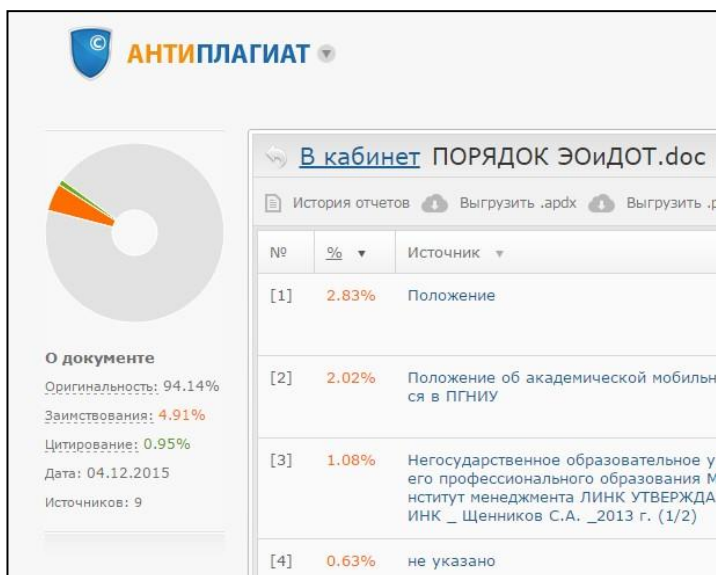 ©
АНТИПЛАГИАТ
В кабинет ПОРЯДОК ЭОиДОТ.doc
История отчетов Выгрузить .apdx Выгрузить .p
№ % Источник
[1] 2.83% Положение
[2] 2.02% Положение об академической мобильн
ся в ПГНИУ
[3] 1.08% Негосударственное образовательное у
его профессионального образования М
нститут менеджмента ЛИНК УТВЕРЖДА
ИНК _ Щенников С.А. _2013 г. (1/2)
[4] 0.63% не указано
О документе
Оригинальность: 94.14%
Заимствования: 4.91%
Цитирование: 0.95%
Дата: 04.12.2015
Источников: 9